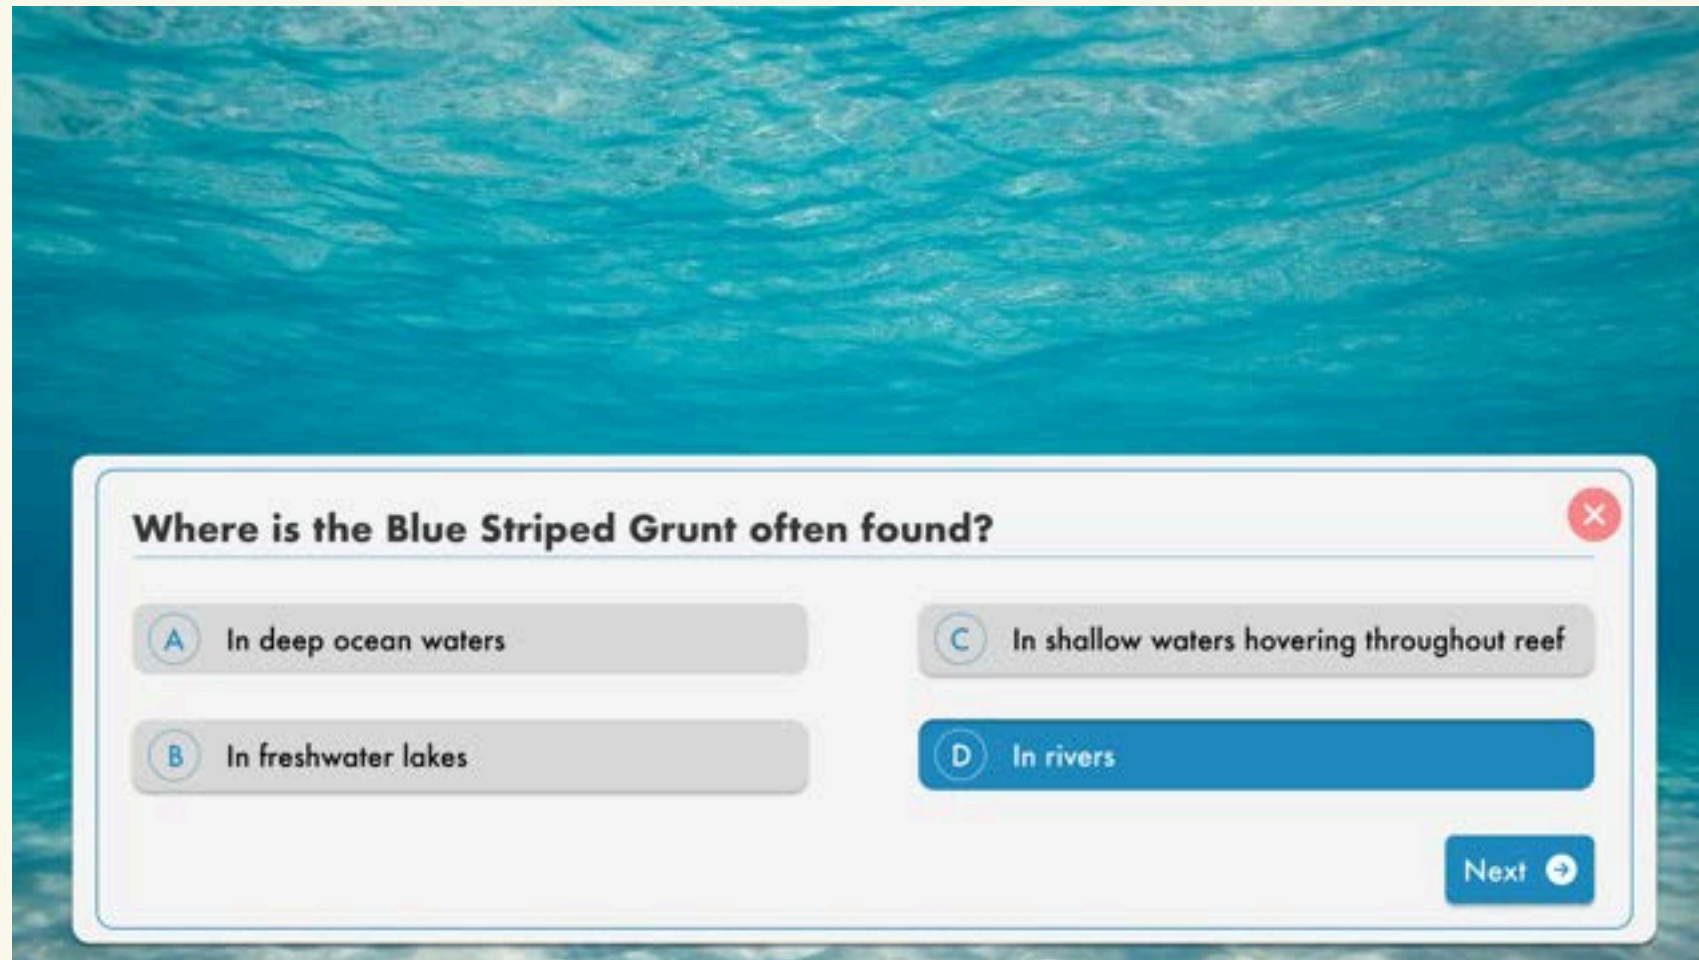 Where is the Blue Striped Grunt often found?
A In deep ocean waters
B In freshwater lakes
C In shallow waters hovering throughout reef
D In rivers
Next